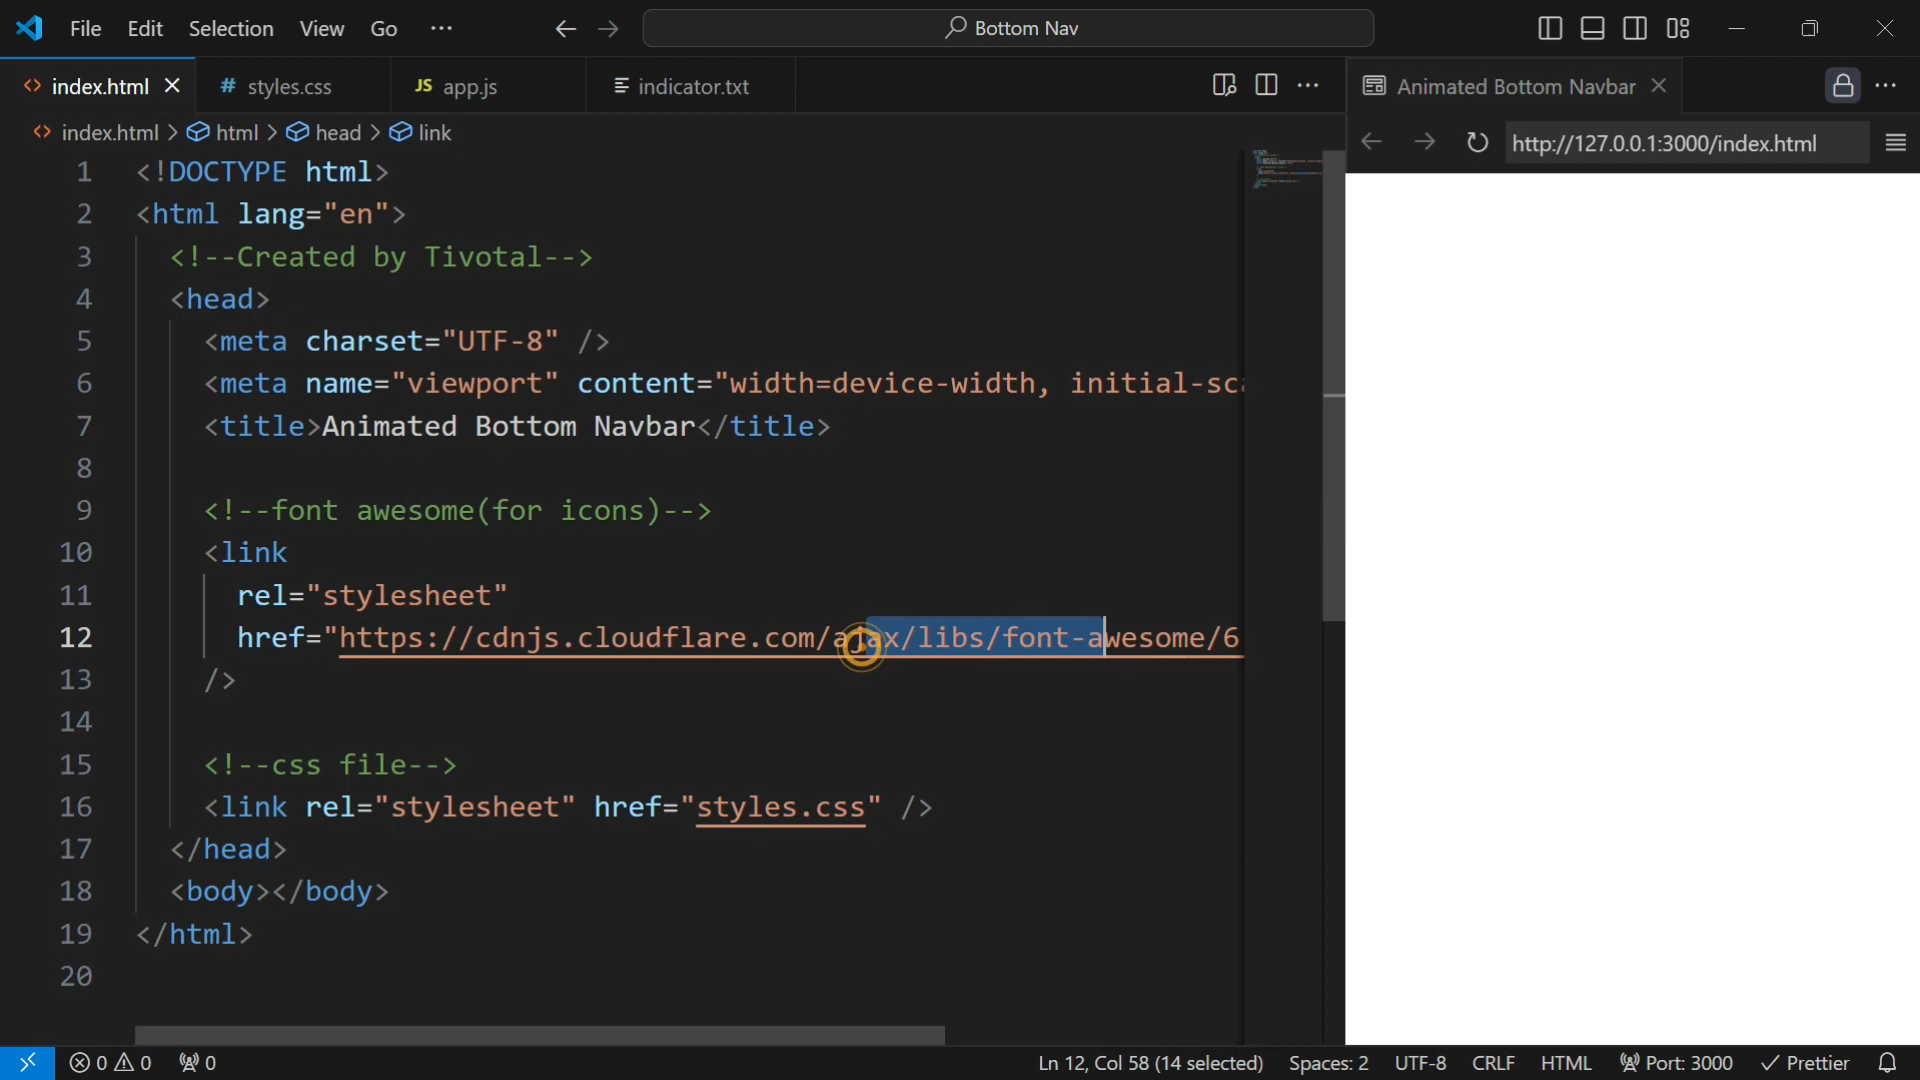 File Edit Selection View Go ··· Bottom Nav
<> index.html # styles.css JS app.js indicator.txt ··· Animated Bottom Navbar ···
<> index.html > html > head > link http://127.0.0.1:3000/index.html
1 <!DOCTYPE html>
2 <html lang="en">
3 <!--Created by Tivotal-->
4 <head>
5 <meta charset="UTF-8" />
6 <meta name="viewport" content="width=device-width, initial-sca
7 <title>Animated Bottom Navbar</title>
8
9 <!--font awesome(for icons)-->
10 <link
11 rel="stylesheet"
12 href="https://cdnjs.cloudflare.com/ajax/libs/font-awesome/6
13 />
14
15 <!--css file-->
16 <link rel="stylesheet" href="styles.css" />
17 </head>
18 <body></body>
19 </html>
20
0 0 0 Ln 12, Col 58 (14 selected) Spaces: 2 UTF-8 CRLF HTML Port: 3000 Prettier